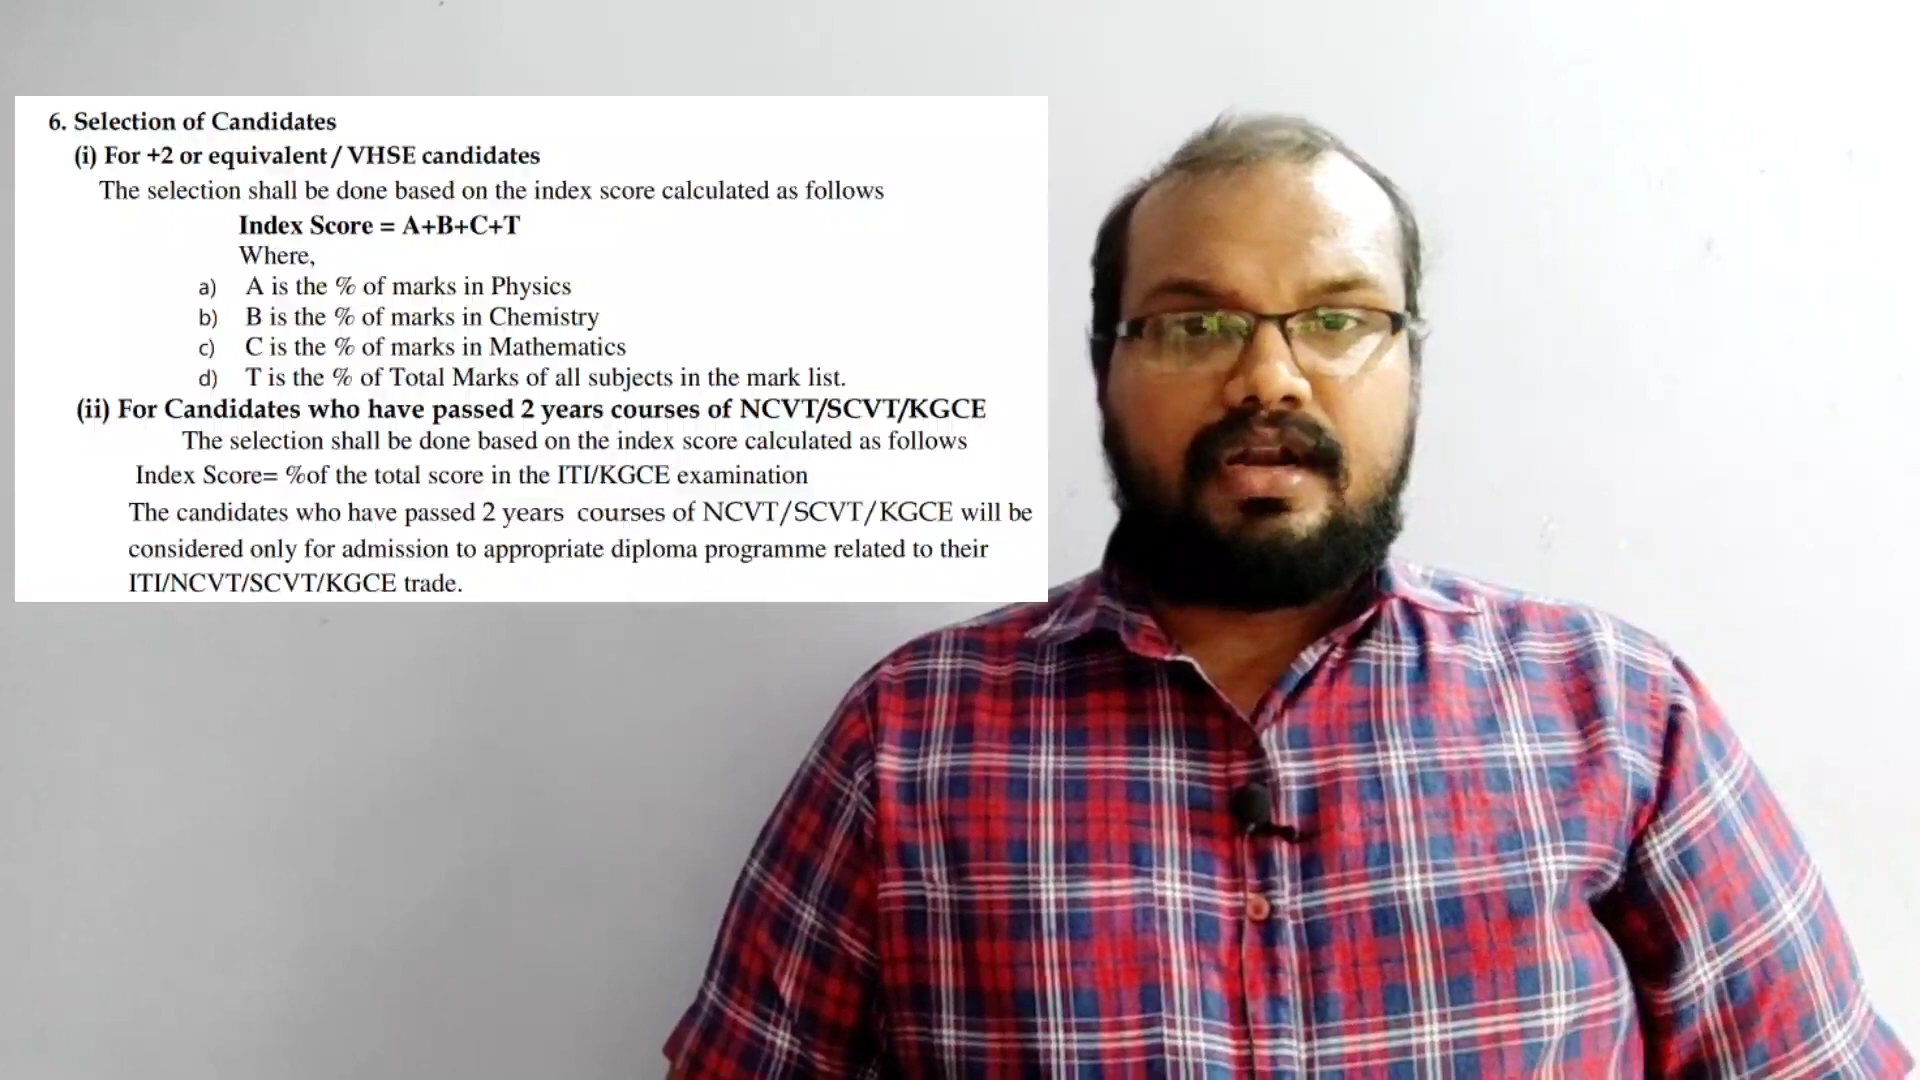 6. Selection of Candidates
(i) For +2 or equivalent / VHSE candidates
The selection shall be done based on the index score calculated as follows
Index Score = A+B+C+T
Where,
a) A is the % of marks in Physics
b) B is the % of marks in Chemistry
c) C is the % of marks in Mathematics
d) T is the % of Total Marks of all subjects in the mark list.
(ii) For Candidates who have passed 2 years courses of NCVT/SCVT/KGCE
The selection shall be done based on the index score calculated as follows
Index Score= %of the total score in the ITI/KGCE examination
The candidates who have passed 2 years courses of NCVT/SCVT/KGCE will be
considered only for admission to appropriate diploma programme related to their
ITI/NCVT/SCVT/KGCE trade.